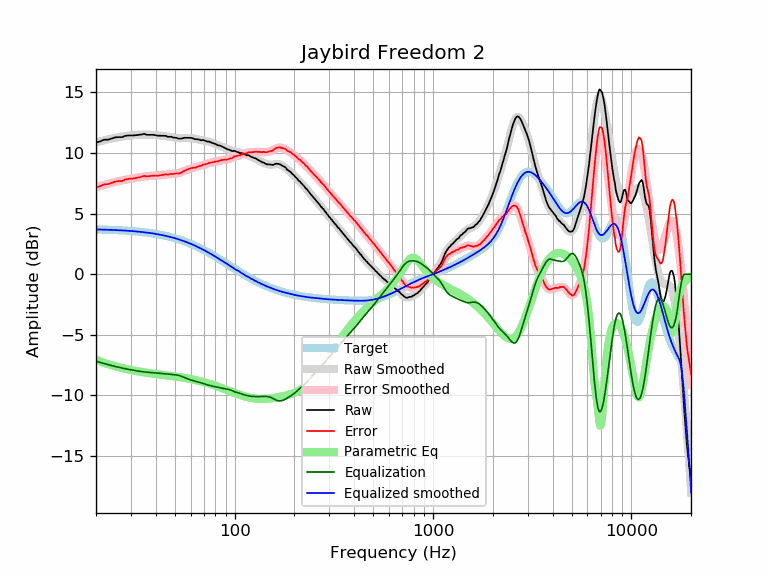 Jaybird Freedom 2
15
10
5
0
−5
−10
−15
Amplitude (dBr)
Target
Raw Smoothed
Error Smoothed
Raw
Error
Parametric Eq
Equalization
Equalized smoothed
100
1000
10000
Frequency (Hz)